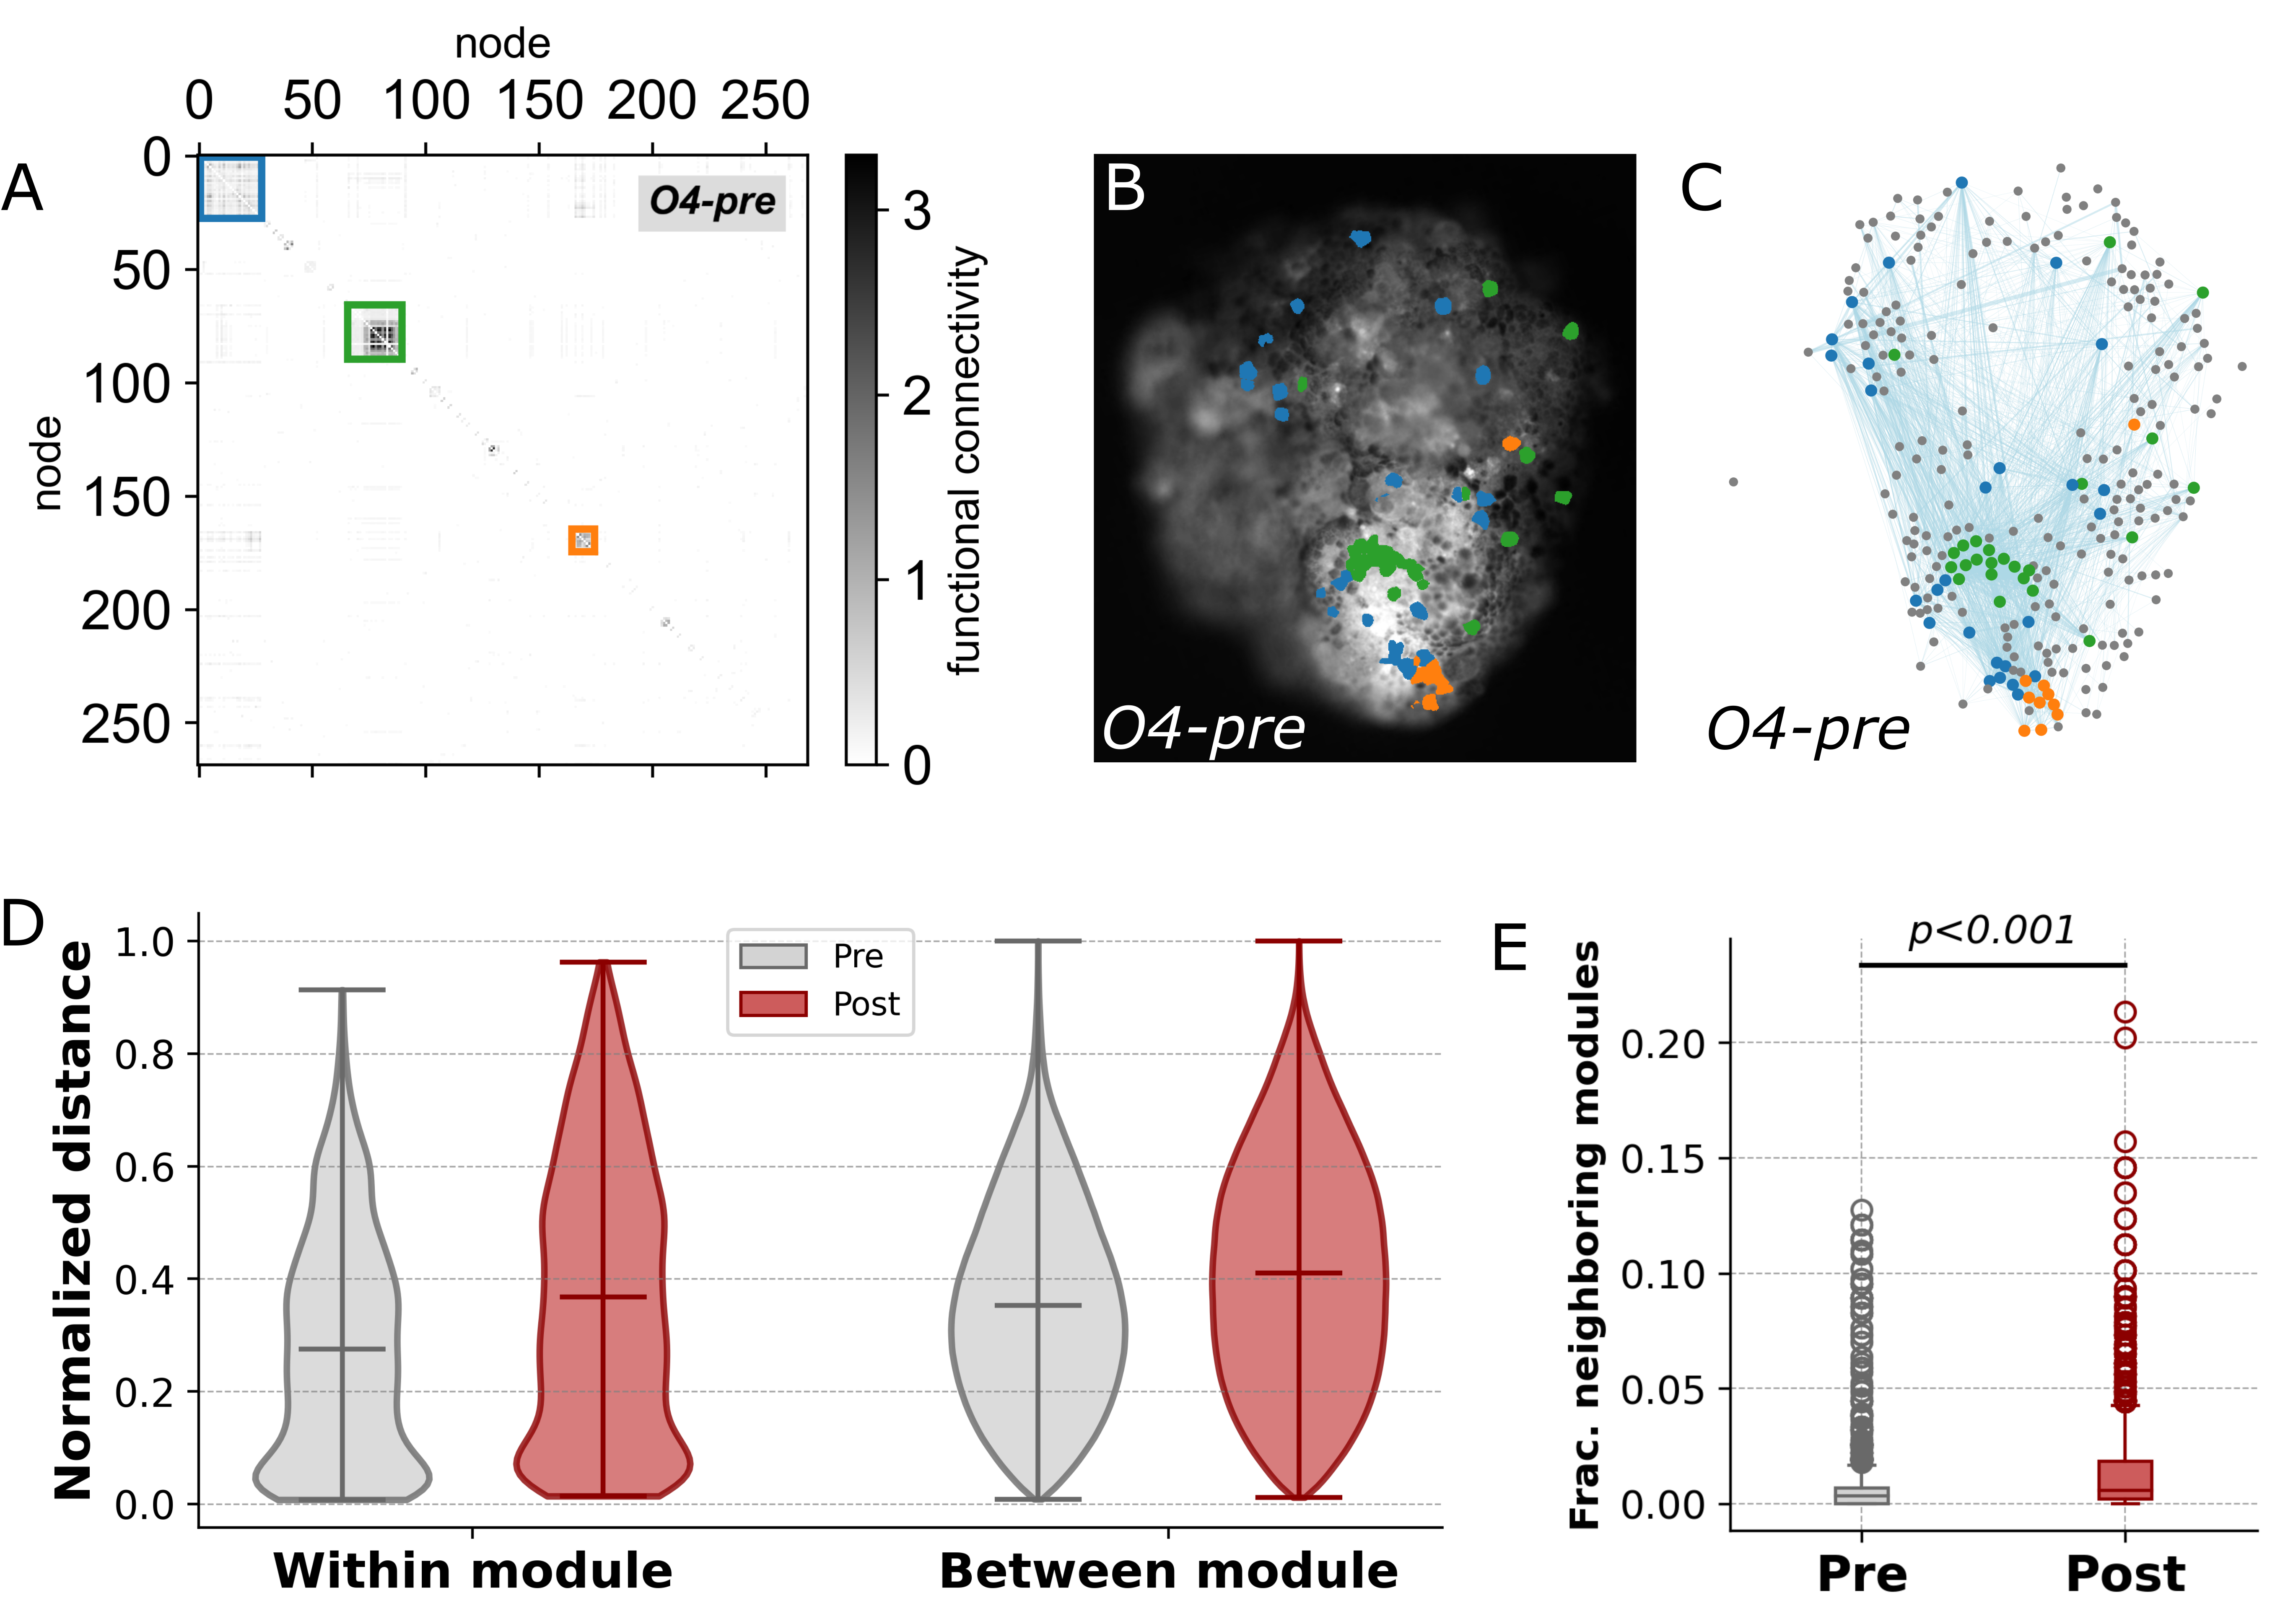 node
0 50 100 150 200 250
A
0
50
100
150
200
250
node
O4-pre
3
2
1
0
functional connectivity
B
O4-pre
C
O4-pre
D
Normalized distance
1.0
0.8
0.6
0.4
0.2
0.0
Pre
Post
Within module
Between module
E
p<0.001
Frac. neighboring modules
0.20
0.15
0.10
0.05
0.00
Pre
Post